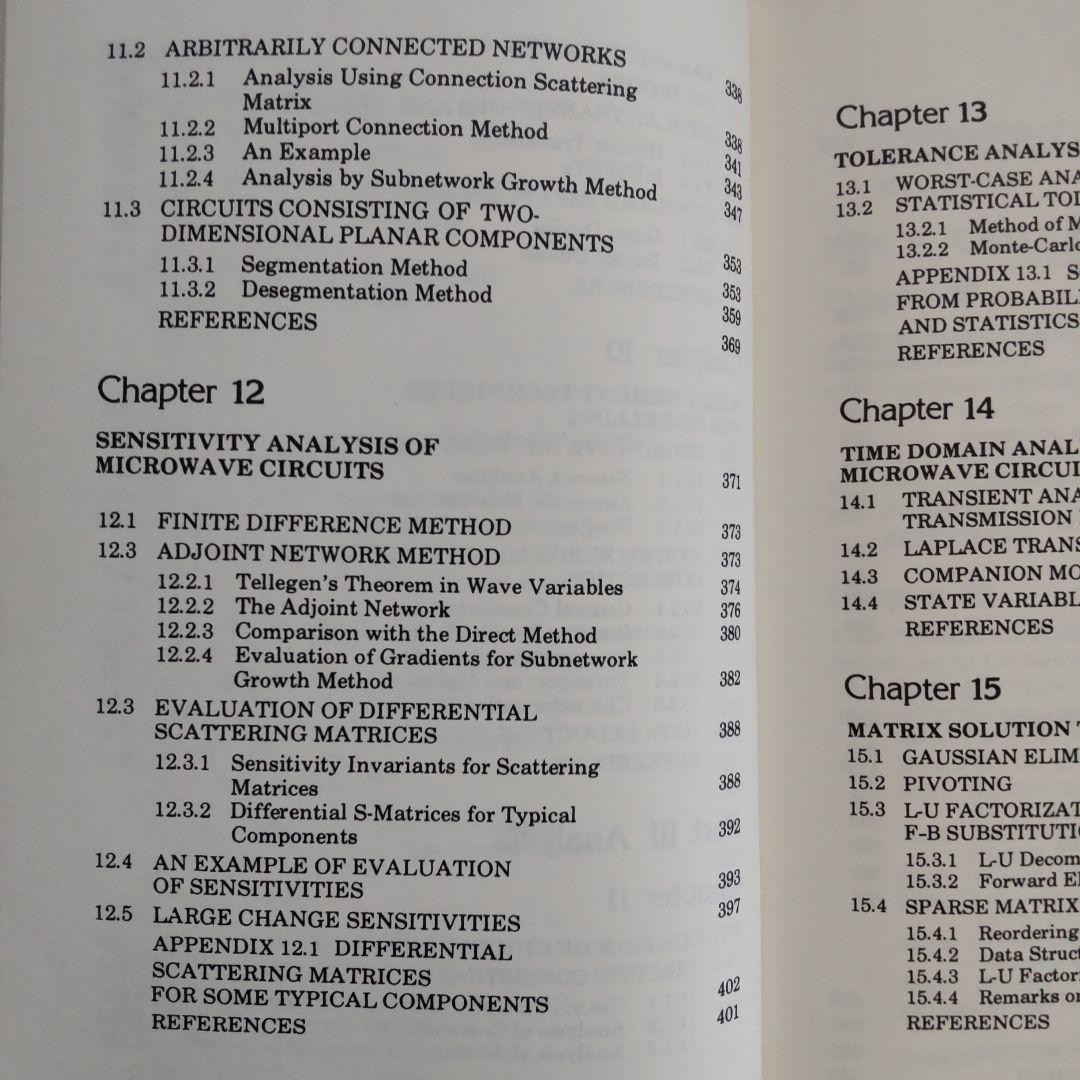 11.2 ARBITRARILY CONNECTED NETWORKS 338
11.2.1 Analysis Using Connection Scattering
Matrix 338
11.2.2 Multiport Connection Method 341
11.2.3 An Example 343
11.2.4 Analysis by Subnetwork Growth Method 347
11.3 CIRCUITS CONSISTING OF TWO-
DIMENSIONAL PLANAR COMPONENTS 353
11.3.1 Segmentation Method 353
11.3.2 Desegmentation Method 359
REFERENCES 369
Chapter 12
SENSITIVITY ANALYSIS OF
MICROWAVE CIRCUITS 371
12.1 FINITE DIFFERENCE METHOD 373
12.3 ADJOINT NETWORK METHOD 373
12.2.1 Tellegen's Theorem in Wave Variables 374
12.2.2 The Adjoint Network 376
12.2.3 Comparison with the Direct Method 380
12.2.4 Evaluation of Gradients for Subnetwork
Growth Method 382
12.3 EVALUATION OF DIFFERENTIAL
SCATTERING MATRICES 388
12.3.1 Sensitivity Invariants for Scattering
Matrices 388
12.3.2 Differential S-Matrices for Typical
Components 392
12.4 AN EXAMPLE OF EVALUATION
OF SENSITIVITIES 393
12.5 LARGE CHANGE SENSITIVITIES 397
APPENDIX 12.1 DIFFERENTIAL
SCATTERING MATRICES
FOR SOME TYPICAL COMPONENTS 402
REFERENCES 401
Chapter 13
TOLERANCE ANALYS
13.1 WORST-CASE ANA
13.2 STATISTICAL TOL
13.2.1 Method of M
13.2.2 Monte-Carlo
APPENDIX 13.1 S
FROM PROBABIL
AND STATISTICS
REFERENCES
Chapter 14
TIME DOMAIN ANAL
MICROWAVE CIRCUI
14.1 TRANSIENT ANA
TRANSMISSION
14.2 LAPLACE TRANS
14.3 COMPANION MO
14.4 STATE VARIABL
REFERENCES
Chapter 15
MATRIX SOLUTION T
15.1 GAUSSIAN ELIM
15.2 PIVOTING
15.3 L-U FACTORIZAT
F-B SUBSTITUTI
15.3.1 L-U Decom
15.3.2 Forward El
15.4 SPARSE MATRIX
15.4.1 Reordering
15.4.2 Data Struct
15.4.3 L-U Factor
15.4.4 Remarks on
REFERENCES